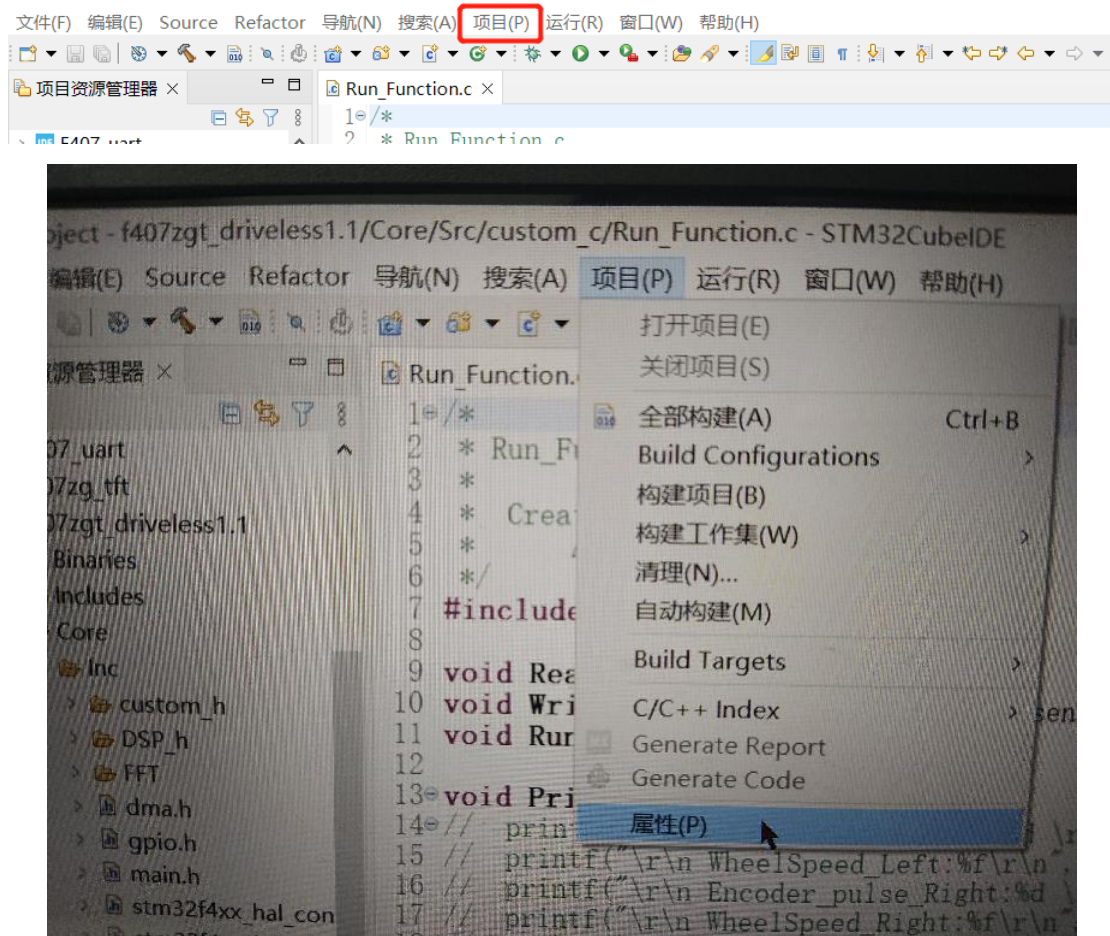 文件(F) 编辑(E) Source Refactor 导航(N) 搜索(A) 项目(P) 运行(R) 窗口(W) 帮助(H)
项目资源管理器
Run_Function.c
1 /*
F407_uart
2 * Run_Function.c
oject - f407zgt_driveless1.1/Core/Src/custom_c/Run_Function.c - STM32CubeIDE
编辑(E) Source Refactor 导航(N) 搜索(A) 项目(P) 运行(R) 窗口(W) 帮助(H)
源管理器
Run_Function.
打开项目(E)
关闭项目(S)
全部构建(A) Ctrl+B
Build Configurations
构建项目(B)
构建工作集(W)
清理(N)...
自动构建(M)
Build Targets
C/C++ Index
Generate Report
Generate Code
属性(P)
07_uart
07zg_tft
07zgt_driveless1.1
Binaries
Includes
Core
Inc
custom_h
DSP_h
FFT
dma.h
gpio.h
main.h
stm32f4xx_hal_con
1 /*
2 * Run_Fu
3 *
4 * Crea
5 *
6 */
7 #include
8
9 void Rea
10 void Wri
11 void Run
12
13 void Pri
14 // prin
15 // printf("\r\n WheelSpeed_Left:%f\r\n"
16 // printf("\r\n Encoder_pulse_Right:%d
17 // printf("\r\n WheelSpeed_Right:%f\r\n"
sen